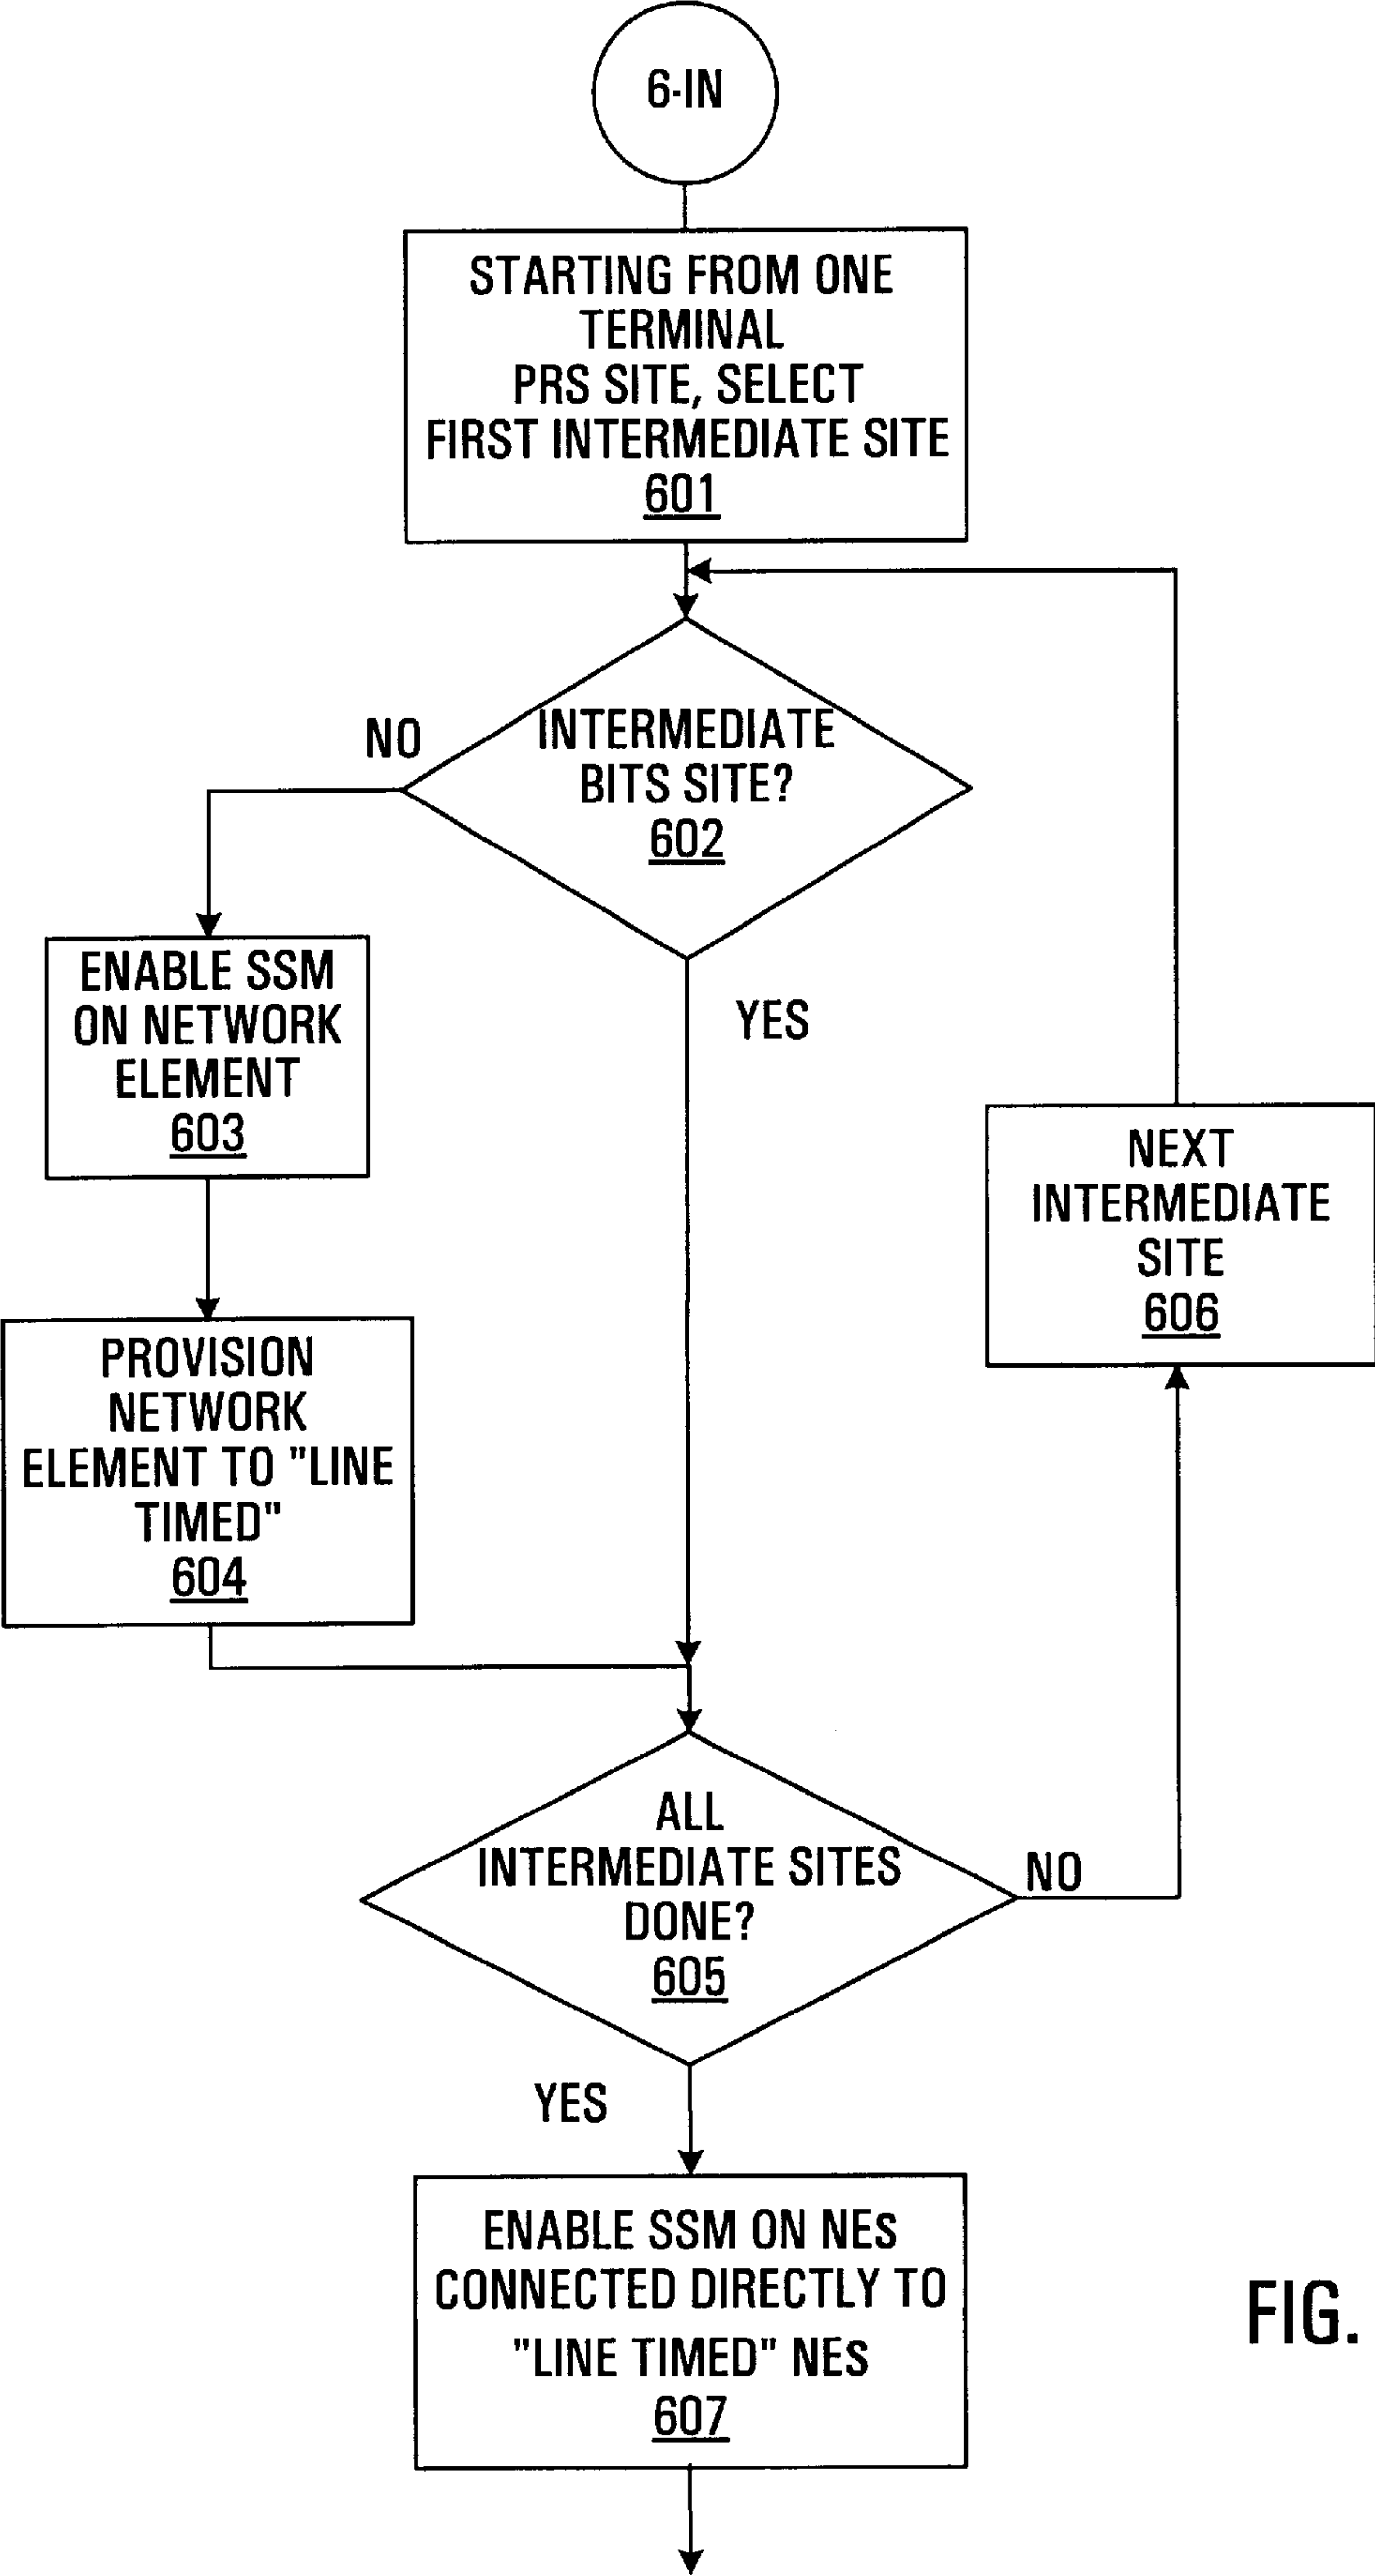 6-IN
STARTING FROM ONE
TERMINAL
PRS SITE, SELECT
FIRST INTERMEDIATE SITE
601
NO
INTERMEDIATE
BITS SITE?
602
YES
ENABLE SSM
ON NETWORK
ELEMENT
603
NEXT
INTERMEDIATE
SITE
606
PROVISION
NETWORK
ELEMENT TO "LINE
TIMED"
604
ALL
INTERMEDIATE SITES
DONE?
605
NO
YES
ENABLE SSM ON NEs
CONNECTED DIRECTLY TO
"LINE TIMED" NEs
607
FIG.